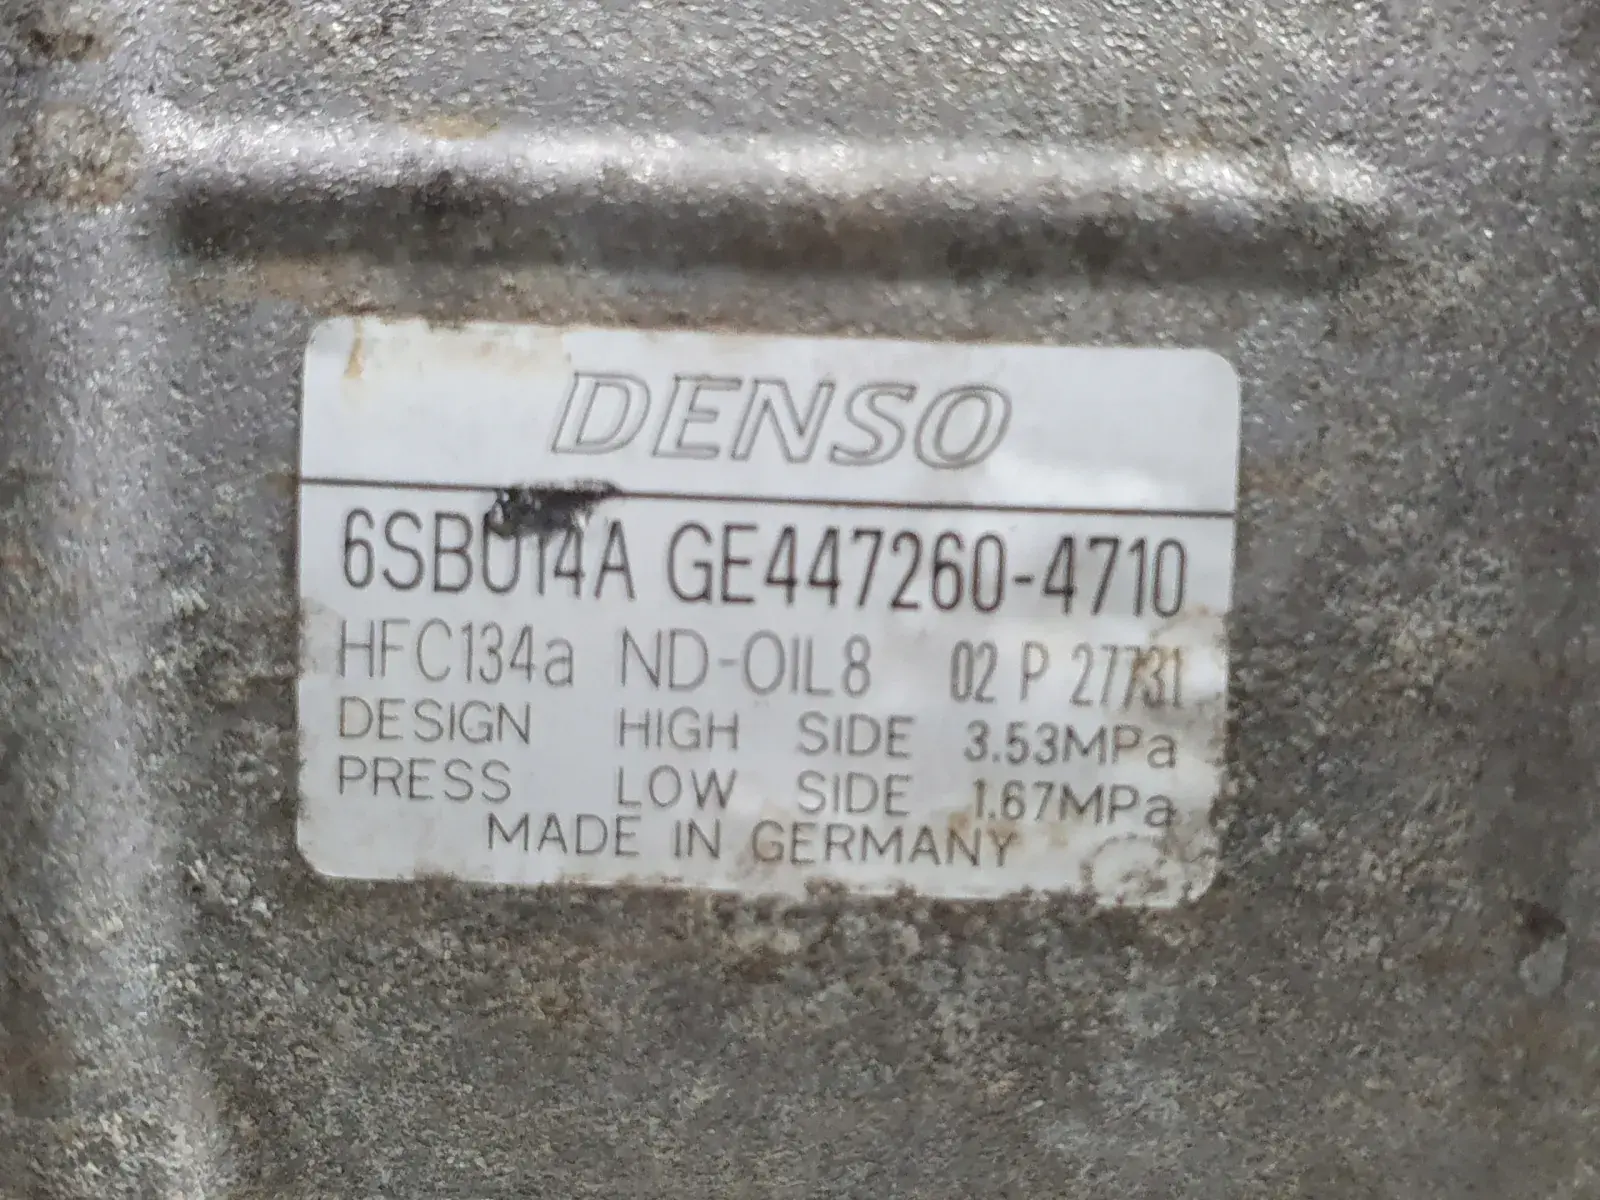 DENSO
6SBU14A GE447260-4710
HFC134a ND-OIL8 02 P 27731
DESIGN HIGH SIDE 3.53MPa
PRESS LOW SIDE 1.67MPa
MADE IN GERMANY